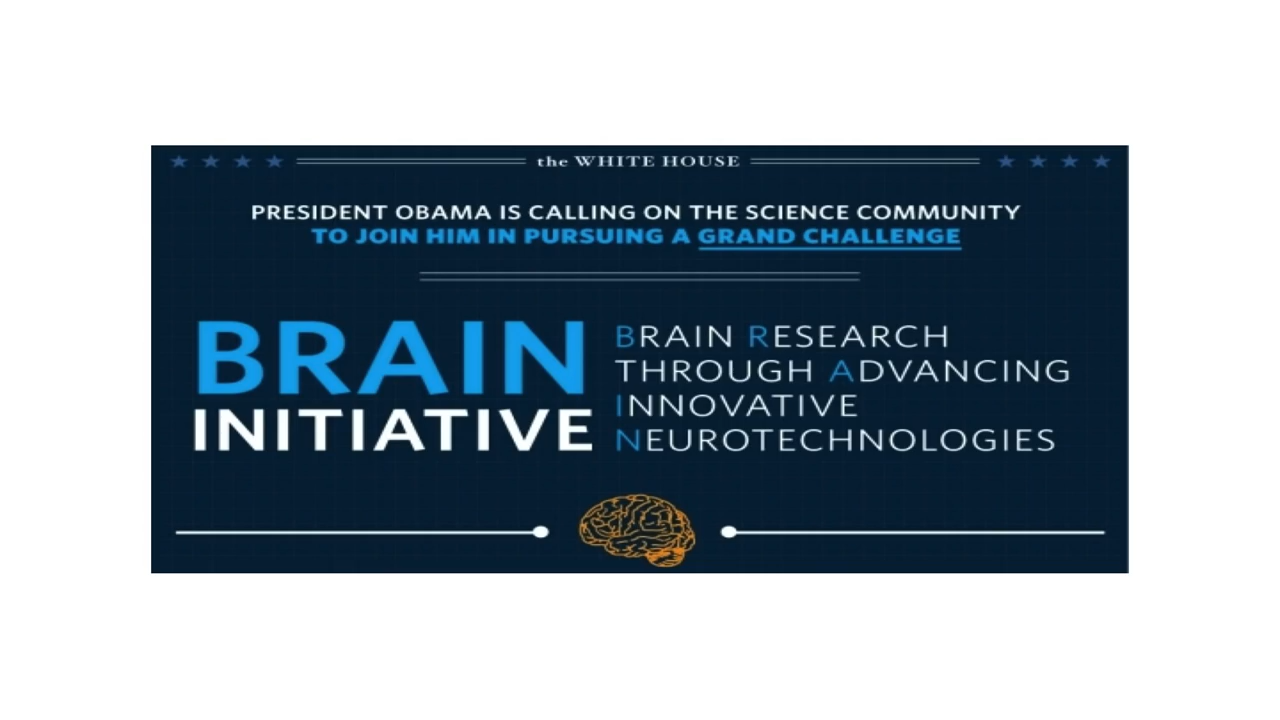 the WHITE HOUSE
PRESIDENT OBAMA IS CALLING ON THE SCIENCE COMMUNITY
TO JOIN HIM IN PURSUING A GRAND CHALLENGE
BRAIN
INITIATIVE
BRAIN RESEARCH
THROUGH ADVANCING
INNOVATIVE
NEUROTECHNOLOGIES